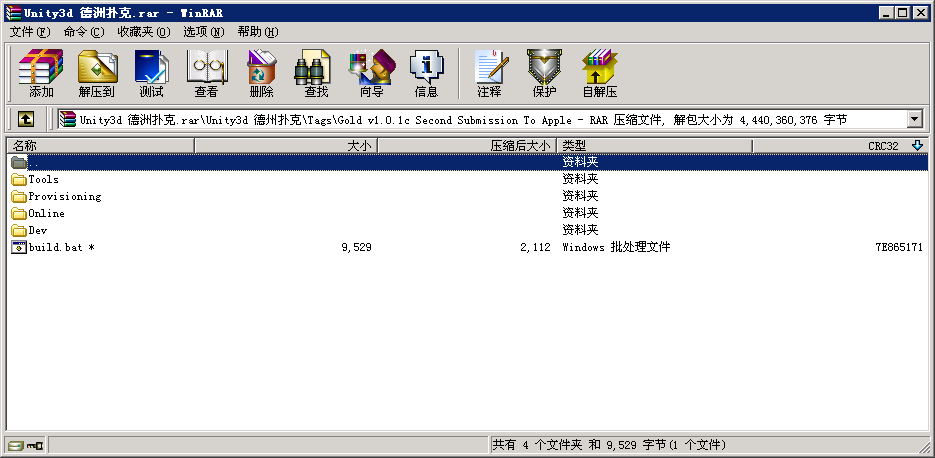 Unity3d 德洲扑克.rar - WinRAR
文件(F) 命令(C) 收藏夹(O) 选项(N) 帮助(H)
添加 解压到 测试 查看 删除 查找 向导 信息 注释 保护 自解压
Unity3d 德洲扑克.rar\Unity3d 德州扑克\Tags\Gold v1.0.1c Second Submission To Apple - RAR 压缩文件, 解包大小为 4,440,360,376 字节
名称 大小 压缩后大小 类型 CRC32
.. 资料夹
Tools 资料夹
Provisioning 资料夹
Online 资料夹
Dev 资料夹
build.bat * 9,529 2,112 Windows 批处理文件 7E865171
共有 4 个文件夹 和 9,529 字节(1 个文件)